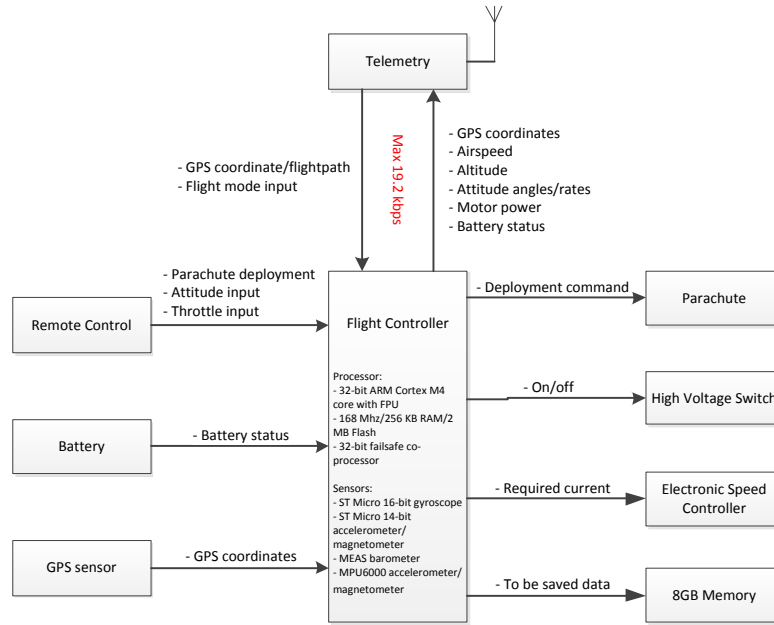 Telemetry
- GPS coordinate/flightpath
- Flight mode input
Max 19.2 kbps
- GPS coordinates
- Airspeed
- Altitude
- Attitude angles/rates
- Motor power
- Battery status
- Parachute deployment
- Attitude input
- Throttle input
Remote Control
Flight Controller
- Deployment command
Parachute
Processor:
- 32-bit ARM Cortex M4
core with FPU
- 168 Mhz/256 KB RAM/2
MB Flash
- 32-bit failsafe co-
processor
- On/off
High Voltage Switch
Battery
- Battery status
Sensors:
- ST Micro 16-bit gyroscope
- ST Micro 14-bit
accelerometer/
magnetometer
- MEAS barometer
- MPU6000 accelerometer/
magnetometer
- Required current
Electronic Speed
Controller
GPS sensor
- GPS coordinates
- To be saved data
8GB Memory